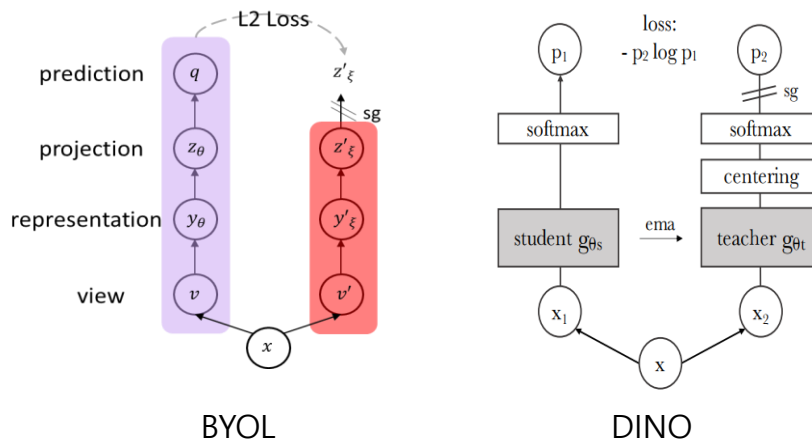 L2 Loss
prediction
q
z'ξ
sg
projection
zθ
z'ξ
representation
yθ
y'ξ
view
v
v'
x
BYOL
loss:
- p2 log p1
p1
p2
sg
softmax
softmax
centering
student gθs
ema
teacher gθt
x1
x2
x
DINO